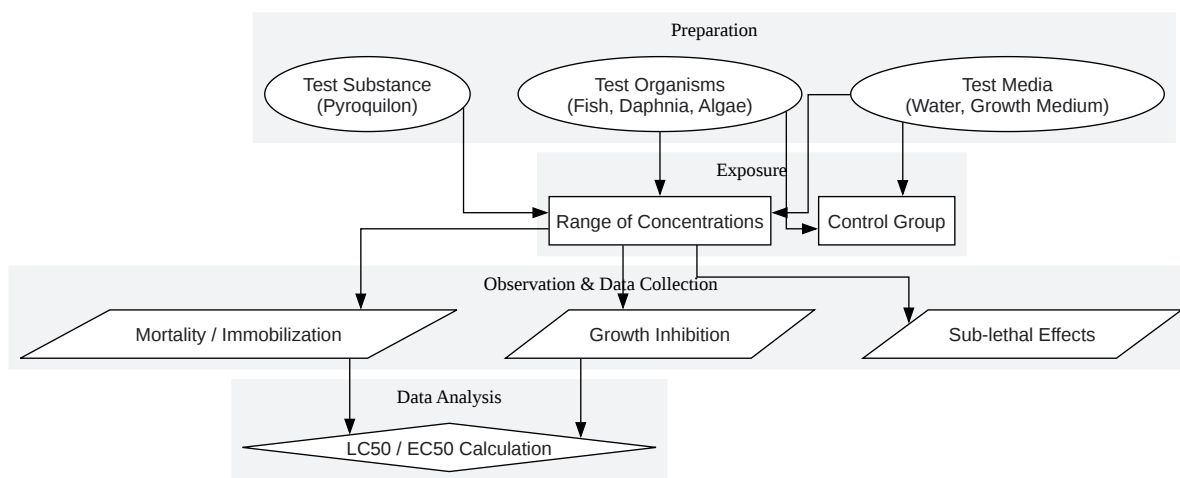 Preparation
Test Substance
(Pyroquilon)
Test Organisms
(Fish, Daphnia, Algae)
Test Media
(Water, Growth Medium)
Exposure
Range of Concentrations
Control Group
Observation & Data Collection
Mortality / Immobilization
Growth Inhibition
Sub-lethal Effects
Data Analysis
LC50 / EC50 Calculation